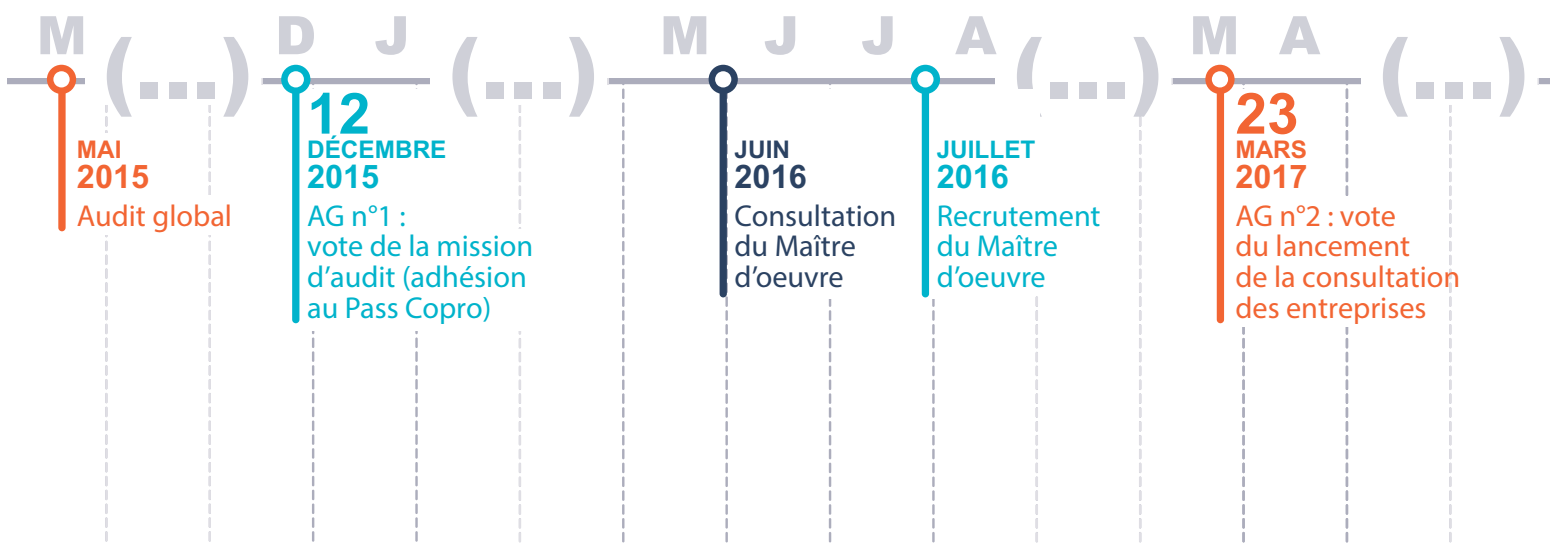 M (...) D J (...) M J J A (...) M A (...)
MAI
2015
Audit global
12
DÉCEMBRE
2015
AG n°1 :
vote de la mission
d'audit (adhésion
au Pass Copro)
JUIN
2016
Consultation
du Maître
d'oeuvre
JUILLET
2016
Recrutement
du Maître
d'oeuvre
23
MARS
2017
AG n°2 : vote
du lancement
de la consultation
des entreprises